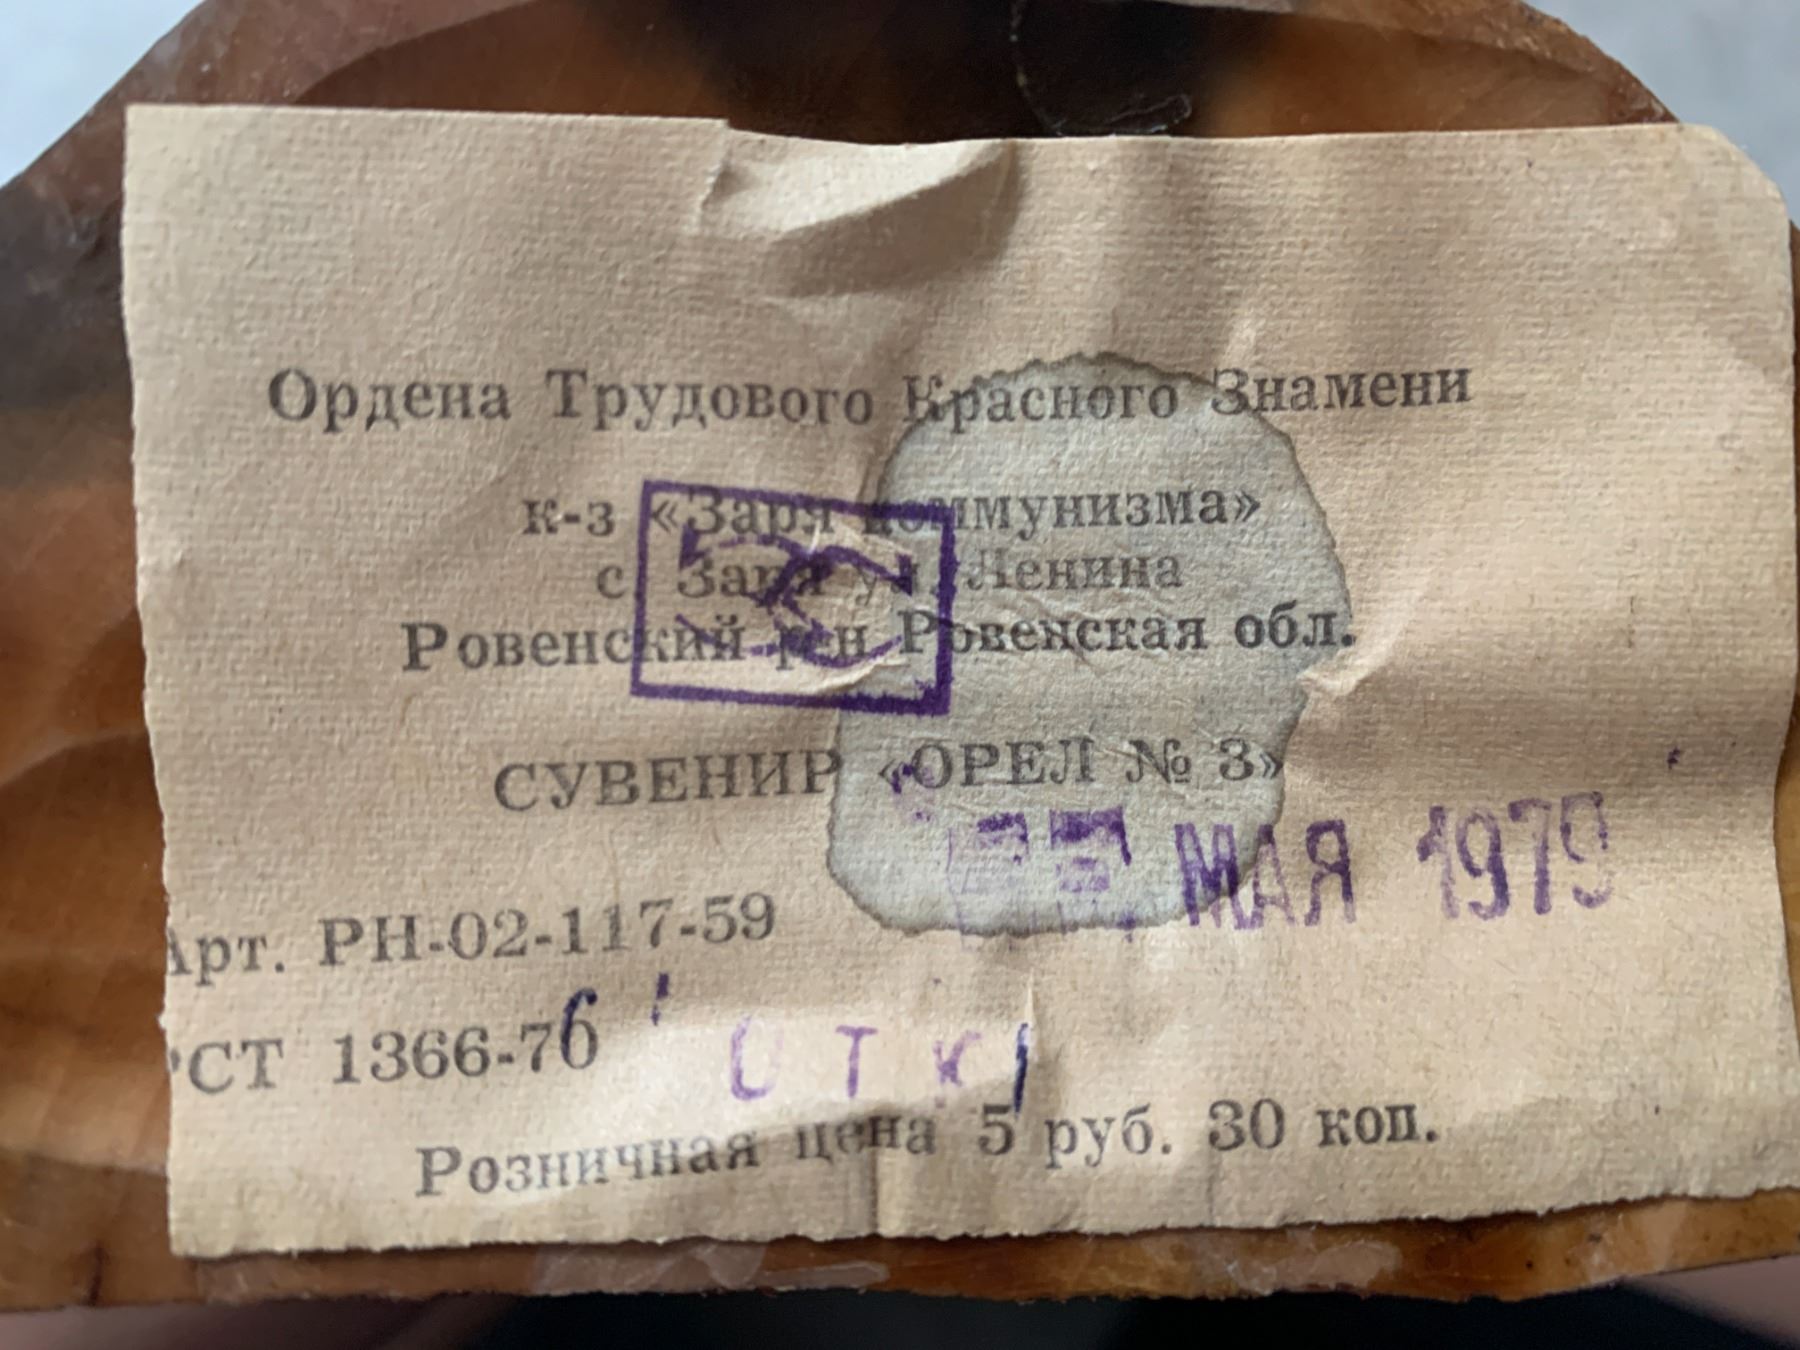 Ордена Трудового Красного Знамени
к-з «Заря коммунизма»
с. Заря ул. Ленина
Ровенский р-н Ровенская обл.
СУВЕНИР «ОРЕЛ № 3»
МАЯ 1979
Арт. РН-02-117-59
РСТ 1366-76
ОТК
Розничная цена 5 руб. 30 коп.